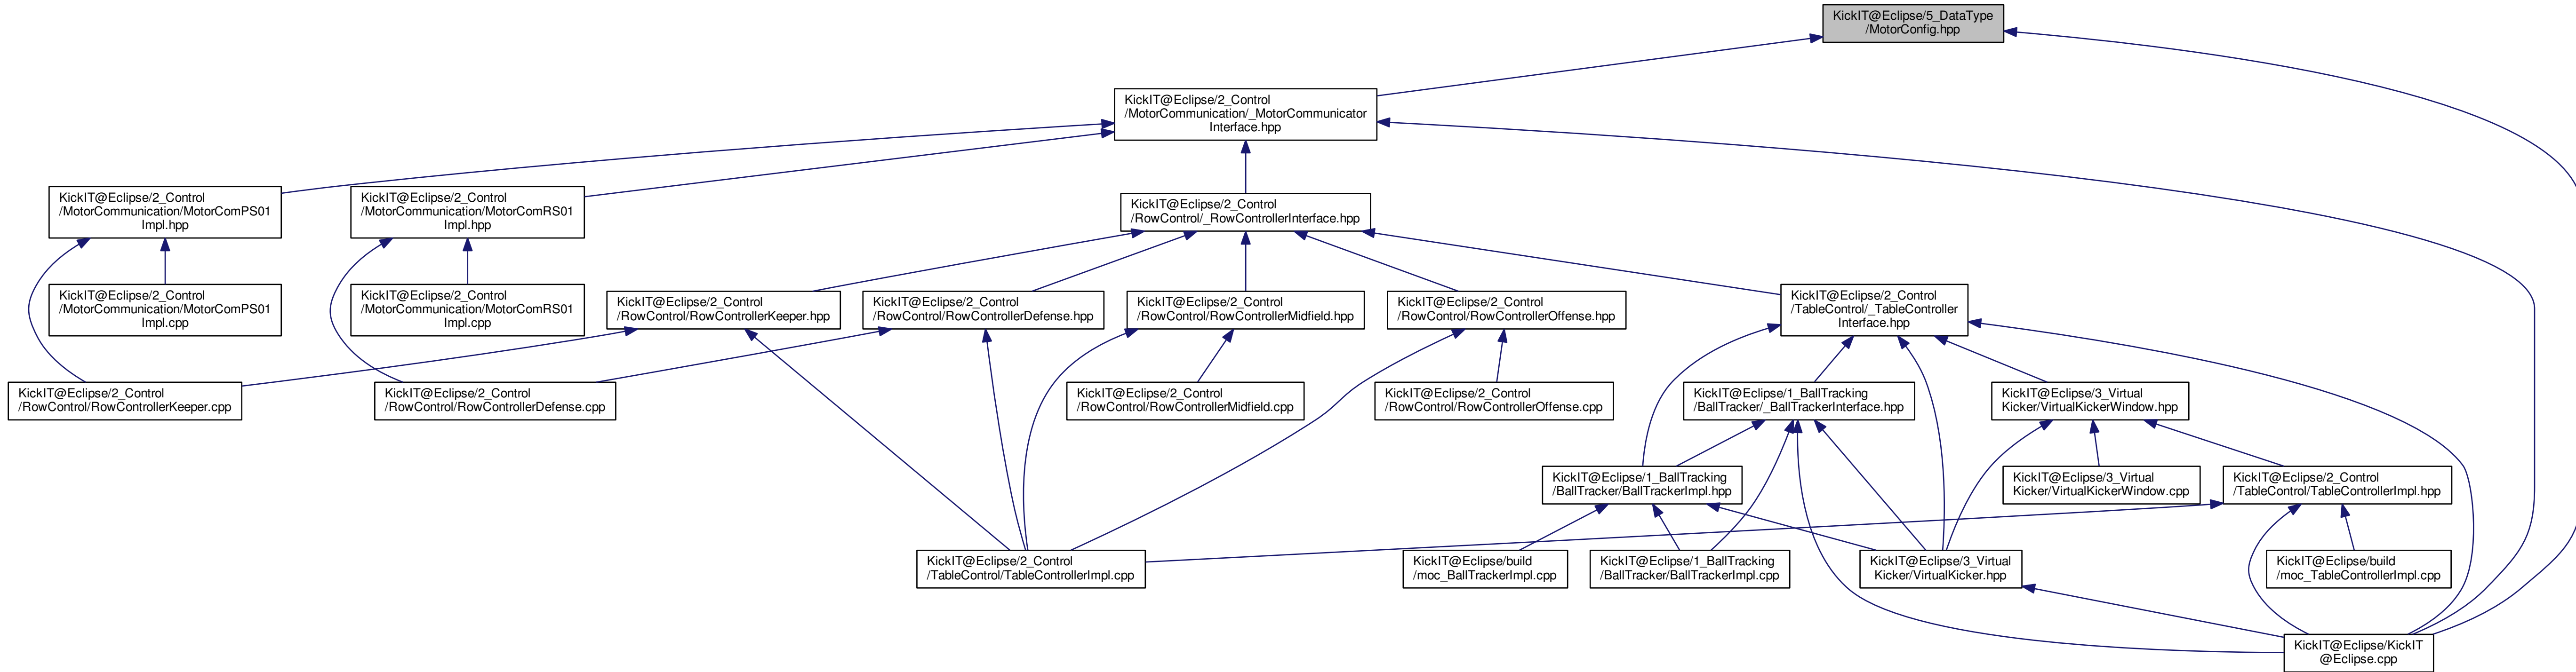 KickIT@Eclipse/5_DataType
/MotorConfig.hpp
KickIT@Eclipse/2_Control
/MotorCommunication/_MotorCommunicator
Interface.hpp
KickIT@Eclipse/2_Control
/MotorCommunication/MotorComPS01
Impl.hpp
KickIT@Eclipse/2_Control
/MotorCommunication/MotorComRS01
Impl.hpp
KickIT@Eclipse/2_Control
/RowControl/_RowControllerInterface.hpp
KickIT@Eclipse/2_Control
/MotorCommunication/MotorComPS01
Impl.cpp
KickIT@Eclipse/2_Control
/MotorCommunication/MotorComRS01
Impl.cpp
KickIT@Eclipse/2_Control
/RowControl/RowControllerKeeper.hpp
KickIT@Eclipse/2_Control
/RowControl/RowControllerDefense.hpp
KickIT@Eclipse/2_Control
/RowControl/RowControllerMidfield.hpp
KickIT@Eclipse/2_Control
/RowControl/RowControllerOffense.hpp
KickIT@Eclipse/2_Control
/TableControl/_TableController
Interface.hpp
KickIT@Eclipse/2_Control
/RowControl/RowControllerKeeper.cpp
KickIT@Eclipse/2_Control
/RowControl/RowControllerDefense.cpp
KickIT@Eclipse/2_Control
/RowControl/RowControllerMidfield.cpp
KickIT@Eclipse/2_Control
/RowControl/RowControllerOffense.cpp
KickIT@Eclipse/1_BallTracking
/BallTracker/_BallTrackerInterface.hpp
KickIT@Eclipse/3_Virtual
Kicker/VirtualKickerWindow.hpp
KickIT@Eclipse/1_BallTracking
/BallTracker/BallTrackerImpl.hpp
KickIT@Eclipse/3_Virtual
Kicker/VirtualKickerWindow.cpp
KickIT@Eclipse/2_Control
/TableControl/TableControllerImpl.hpp
KickIT@Eclipse/2_Control
/TableControl/TableControllerImpl.cpp
KickIT@Eclipse/build
/moc_BallTrackerImpl.cpp
KickIT@Eclipse/1_BallTracking
/BallTracker/BallTrackerImpl.cpp
KickIT@Eclipse/3_Virtual
Kicker/VirtualKicker.hpp
KickIT@Eclipse/build
/moc_TableControllerImpl.cpp
KickIT@Eclipse/KickIT
@Eclipse.cpp